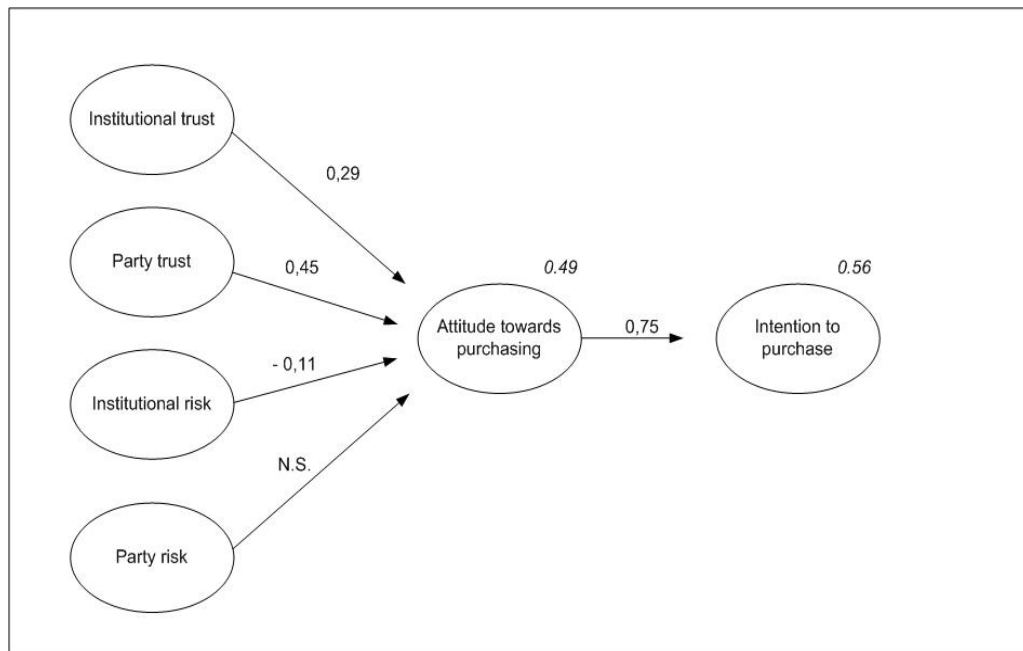 Institutional trust
0,29
Party trust
0,45
0.49
0.56
Attitude towards
purchasing
0,75
Intention to
purchase
- 0,11
Institutional risk
N.S.
Party risk